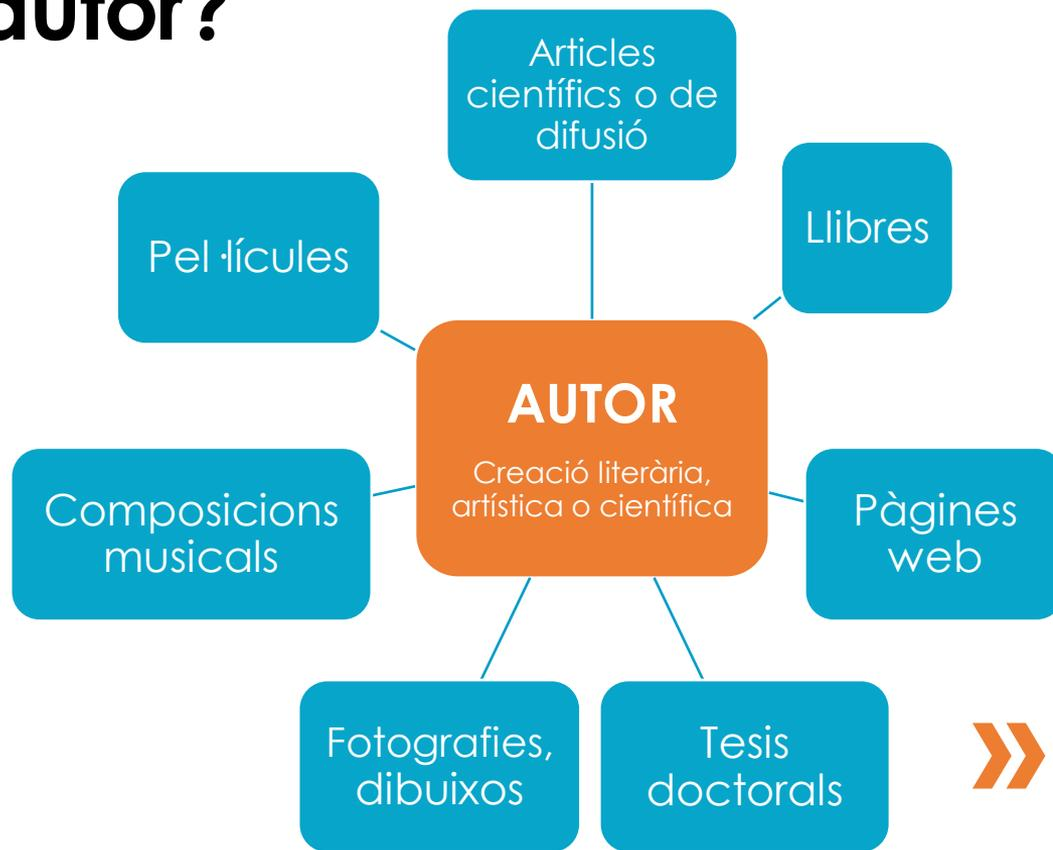 autor?
Articles
científics o de
difusió
Llibres
Pel·lícules
AUTOR
Creació literària,
artística o científica
Composicions
musicals
Pàgines
web
Fotografies,
dibuixos
Tesis
doctorals